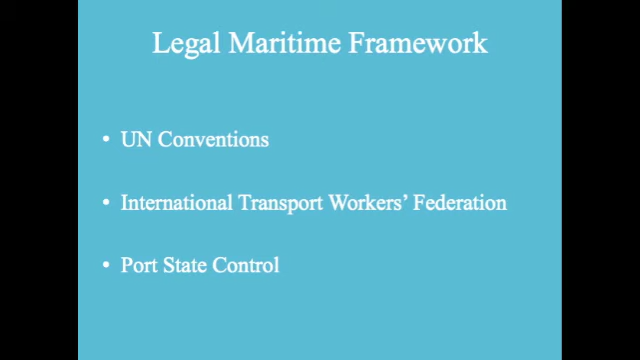 Legal Maritime Framework
• UN Conventions
• International Transport Workers’ Federation
• Port State Control